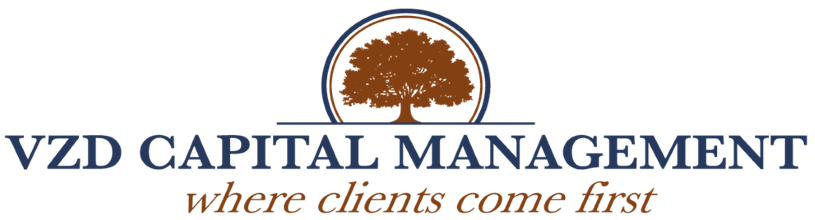 VZD CAPITAL MANAGEMENT
where clients come first